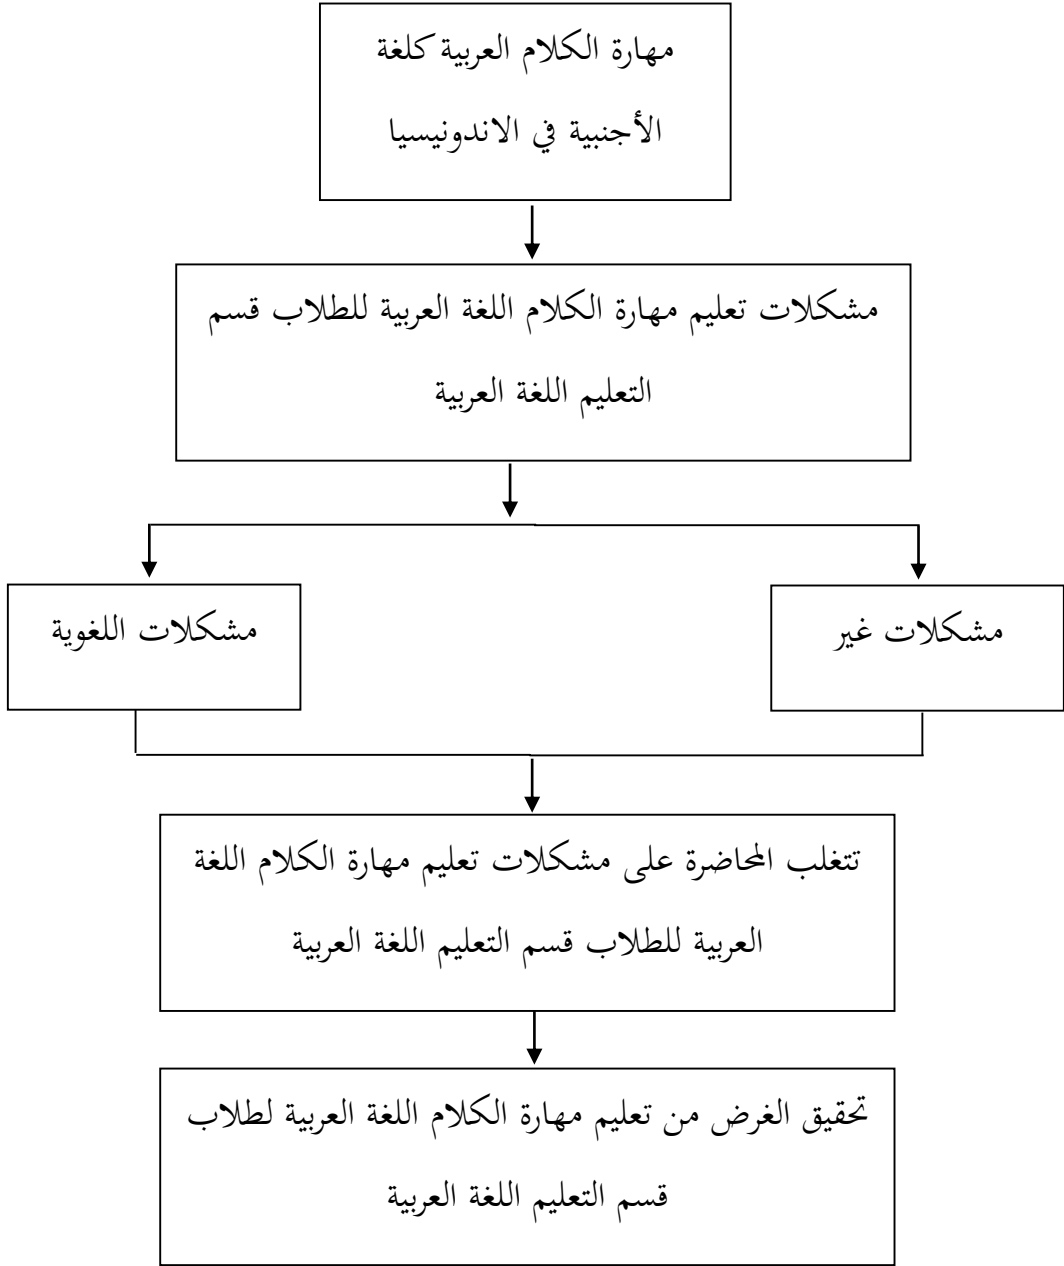 مهارة الكلام العربية كلغة
الأجنبية في الاندونيسيا
مشكلات تعليم مهارة الكلام اللغة العربية للطلاب قسم
التعليم اللغة العربية
مشكلات غير
مشكلات اللغوية
تتغلب المحاضرة على مشكلات تعليم مهارة الكلام اللغة
العربية للطلاب قسم التعليم اللغة العربية
تحقيق الغرض من تعليم مهارة الكلام اللغة العربية لطلاب
قسم التعليم اللغة العربية